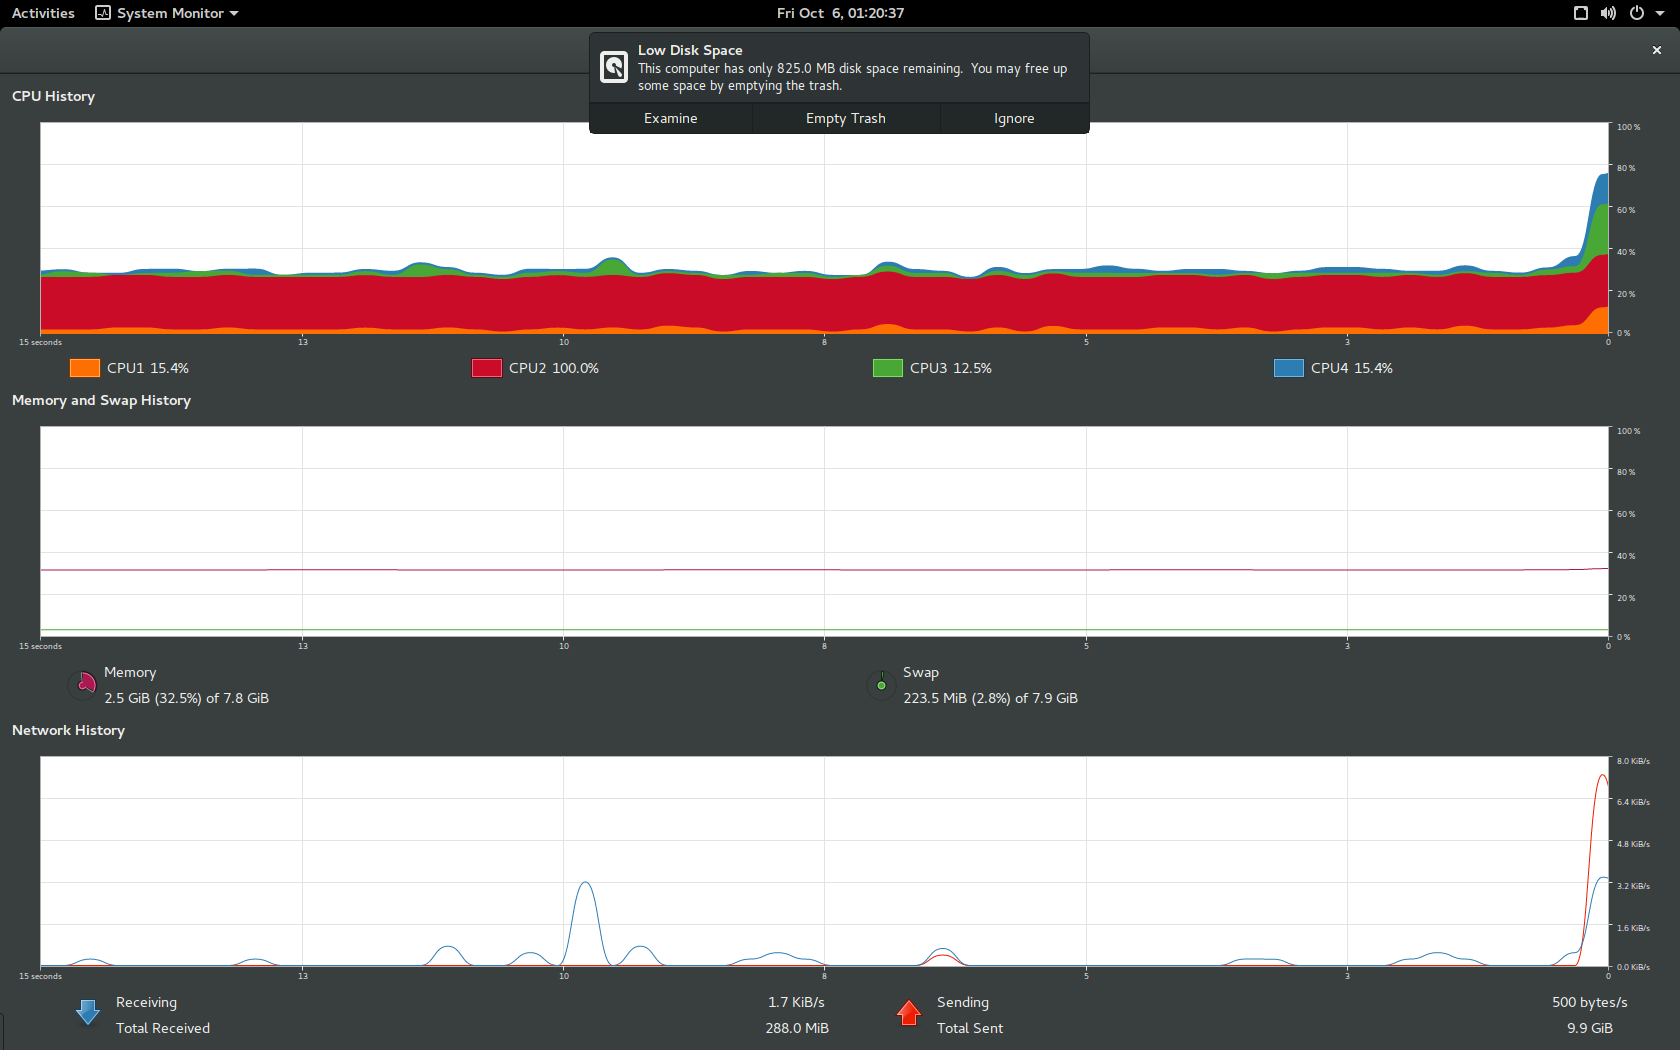 Activities System Monitor Fri Oct 6, 01:20:37
Low Disk Space
This computer has only 825.0 MB disk space remaining. You may free up
some space by emptying the trash.
Examine Empty Trash Ignore
CPU History
100 %
80 %
60 %
40 %
20 %
0 %
15 seconds 13 10 8 5 3 0
CPU1 15.4% CPU2 100.0% CPU3 12.5% CPU4 15.4%
Memory and Swap History
100 %
80 %
60 %
40 %
20 %
0 %
15 seconds 13 10 8 5 3 0
Memory
2.5 GiB (32.5%) of 7.8 GiB
Swap
223.5 MiB (2.8%) of 7.9 GiB
Network History
8.0 KiB/s
6.4 KiB/s
4.8 KiB/s
3.2 KiB/s
1.6 KiB/s
0.0 KiB/s
15 seconds 13 10 8 5 3 0
Receiving 1.7 KiB/s
Total Received 288.0 MiB
Sending 500 bytes/s
Total Sent 9.9 GiB